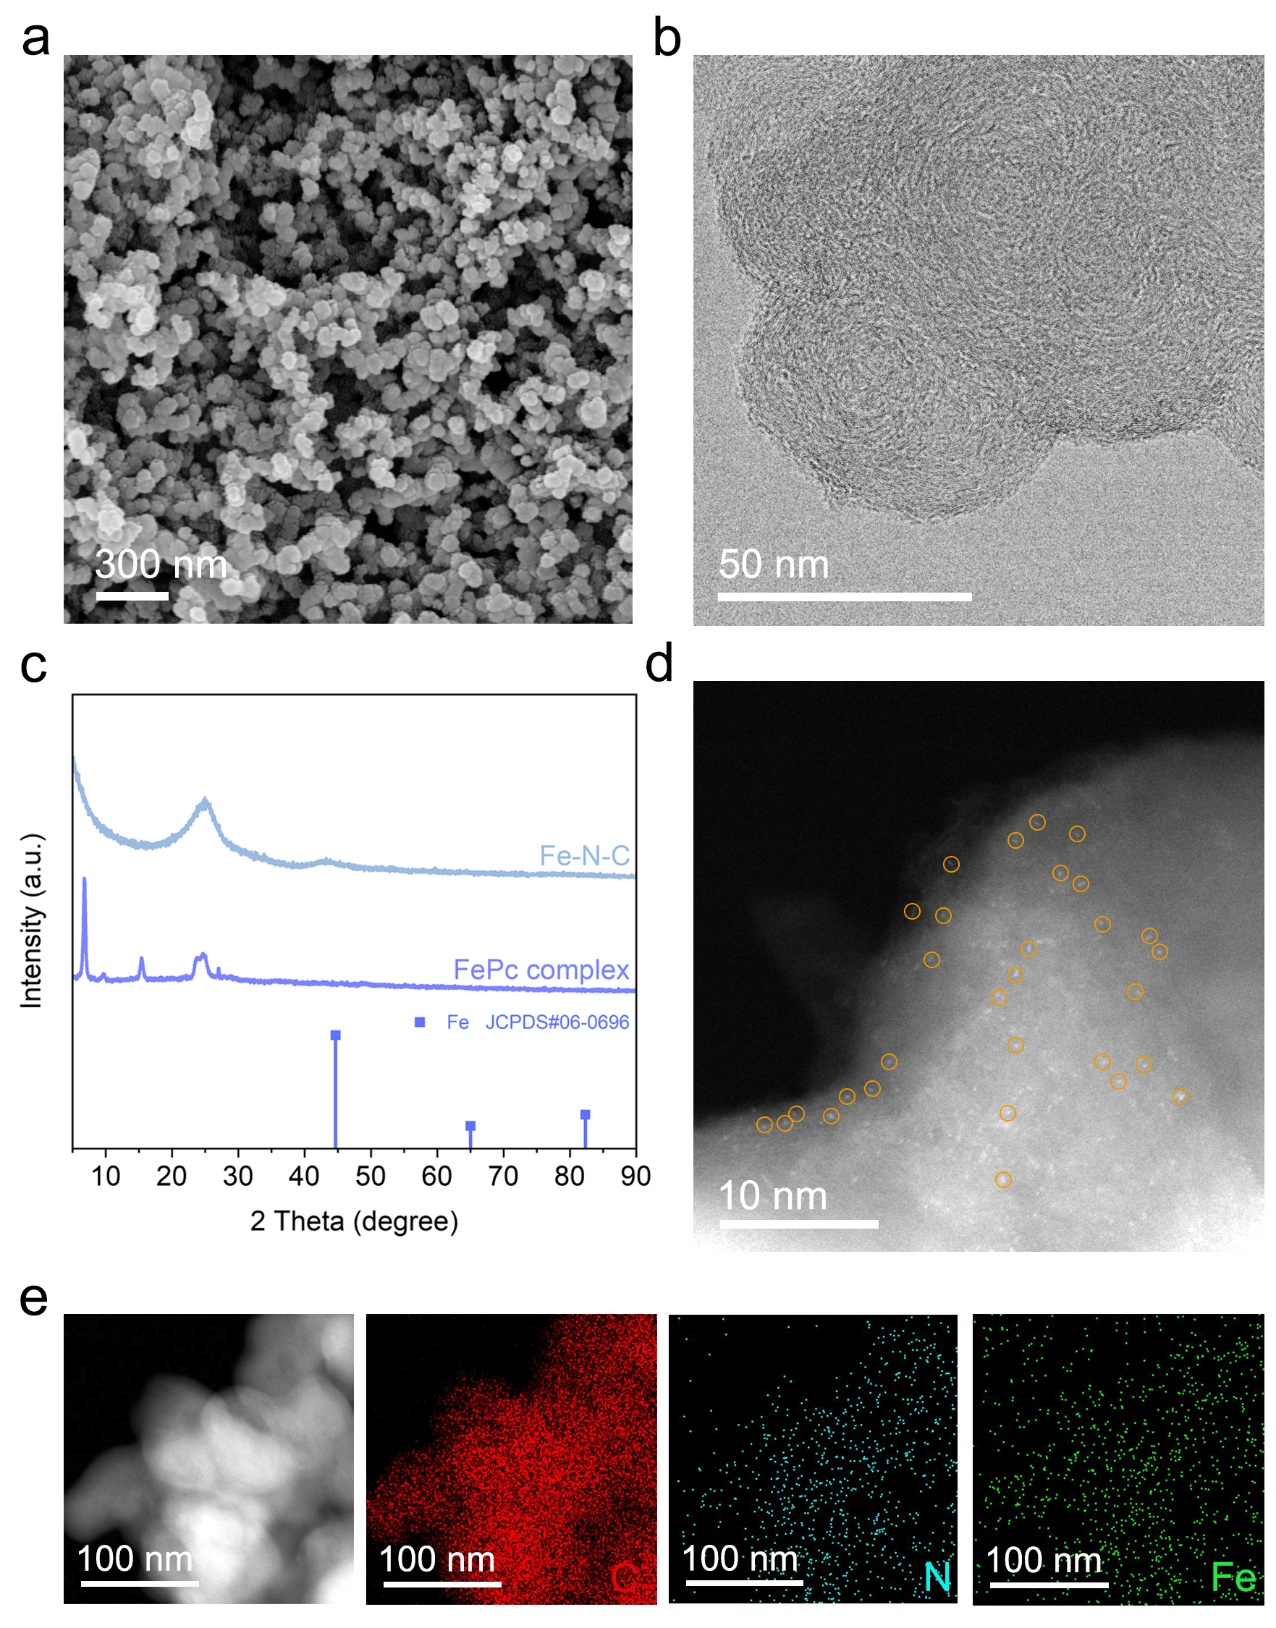 a
b
300 nm
50 nm
c
d
Intensity (a.u.)
Fe-N-C
FePc complex
Fe JCPDS#06-0696
10 20 30 40 50 60 70 80 90
2 Theta (degree)
10 nm
e
100 nm
C
100 nm
100 nm
N
100 nm
Fe